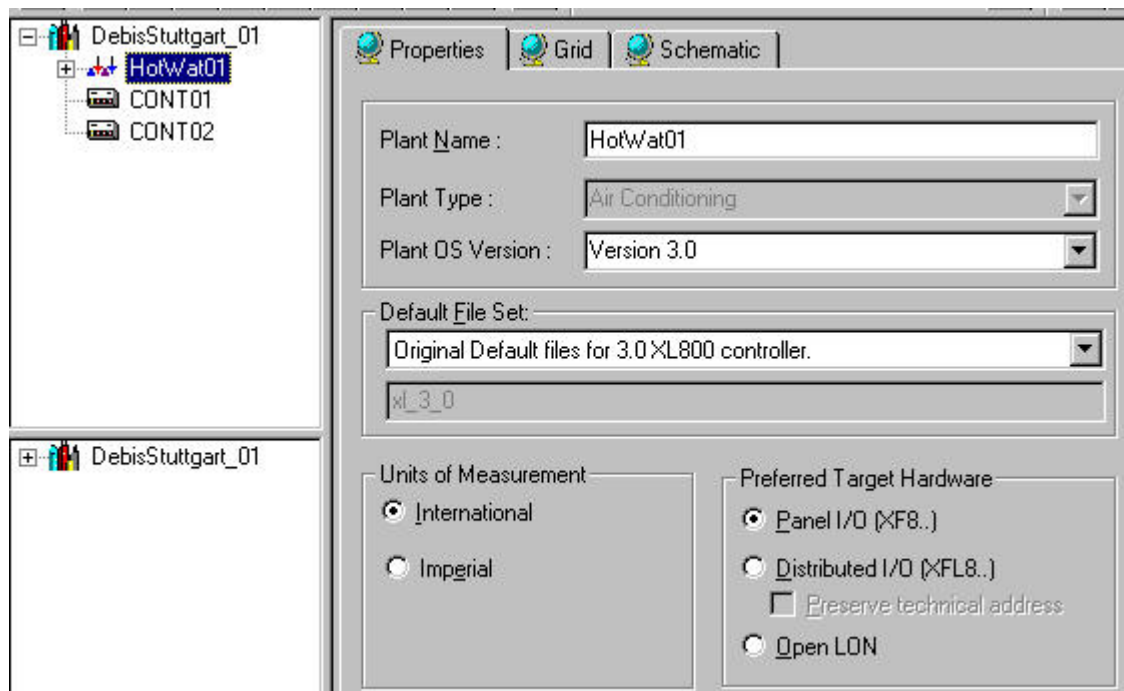 DebisStuttgart_01
HotWat01
CONT01
CONT02
DebisStuttgart_01
Properties Grid Schematic
Plant Name : HotWat01
Plant Type : Air Conditioning
Plant OS Version : Version 3.0
Default File Set:
Original Default files for 3.0 XL800 controller.
xl_3_0
Units of Measurement
International
Imperial
Preferred Target Hardware
Panel I/O (XF8..)
Distributed I/O (XFL8..)
Preserve technical address
Open LON